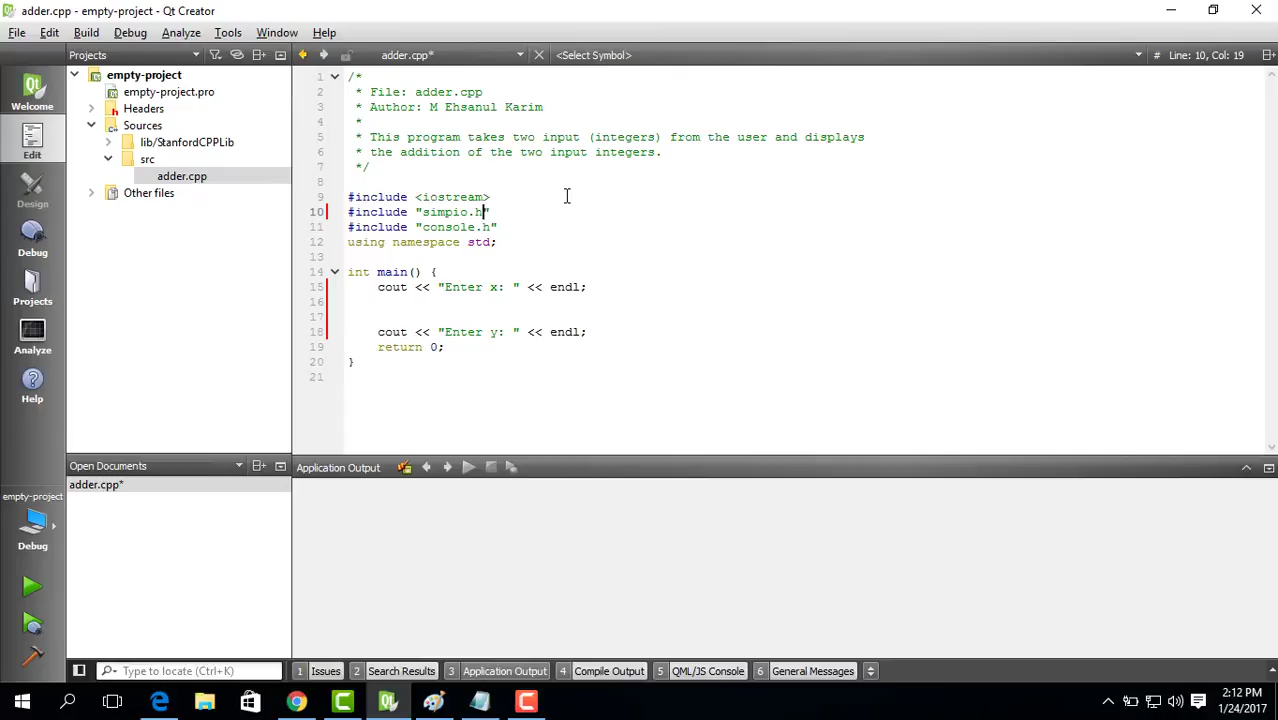 adder.cpp - empty-project - Qt Creator
File Edit Build Debug Analyze Tools Window Help
Projects
adder.cpp*
<Select Symbol>
# Line: 10, Col: 19
Welcome
Edit
Design
Debug
Projects
Analyze
Help
empty-project
Debug
empty-project
empty-project.pro
Headers
Sources
lib/StanfordCPPLib
src
adder.cpp
Other files
Open Documents
adder.cpp*
1 /*
2 * File: adder.cpp
3 * Author: M Ehsanul Karim
4 *
5 * This program takes two input (integers) from the user and displays
6 * the addition of the two input integers.
7 */
8
9 #include <iostream>
10 #include "simpio.h"
11 #include "console.h"
12 using namespace std;
13
14 int main() {
15 cout << "Enter x: " << endl;
16
17
18 cout << "Enter y: " << endl;
19 return 0;
20 }
21
Application Output
Type to locate (Ctrl+K)
1 Issues 2 Search Results 3 Application Output 4 Compile Output 5 QML/JS Console 6 General Messages
2:12 PM
1/24/2017